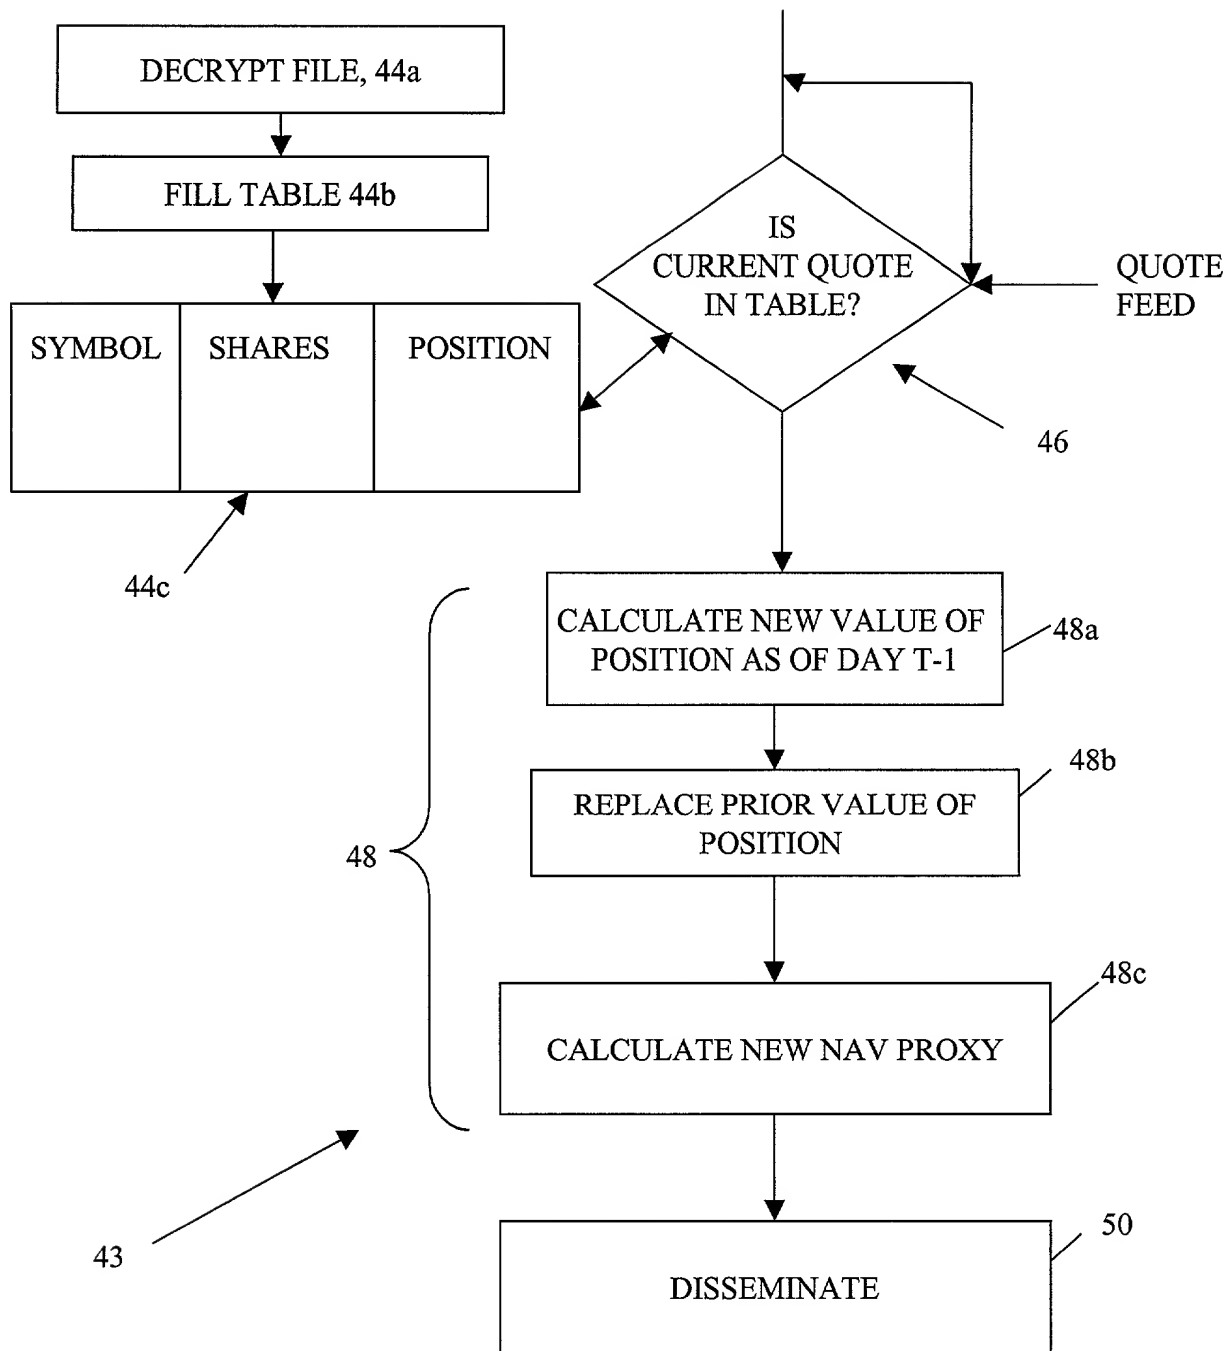 DECRYPT FILE, 44a
FILL TABLE 44b
SYMBOL
SHARES
POSITION
44c
IS
CURRENT QUOTE
IN TABLE?
QUOTE
FEED
46
CALCULATE NEW VALUE OF
POSITION AS OF DAY T-1
48a
REPLACE PRIOR VALUE OF
POSITION
48b
48
CALCULATE NEW NAV PROXY
48c
43
DISSEMINATE
50